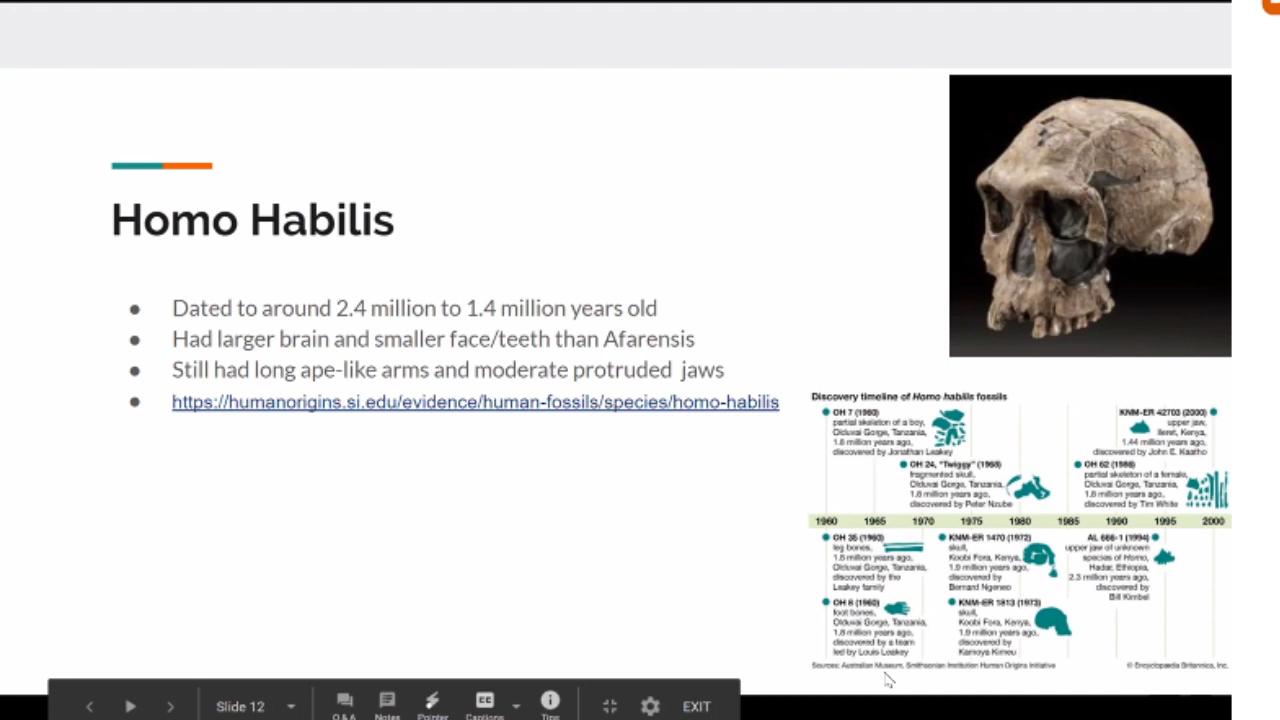 Homo Habilis
Dated to around 2.4 million to 1.4 million years old
Had larger brain and smaller face/teeth than Afarensis
Still had long ape-like arms and moderate protruded jaws
https://humanorigins.si.edu/evidence/human-fossils/species/homo-habilis
Discovery timeline of Homo habilis fossils
OH 7 (1960)
partial skeleton of a boy,
Olduvai Gorge, Tanzania,
1.8 million years ago,
discovered by Jonathan Leakey
KNM-ER 42703 (2000)
upper jaw,
Ileret, Kenya,
1.44 million years ago,
discovered by John E. Kaatho
OH 24, "Twiggy" (1968)
fragmented skull,
Olduvai Gorge, Tanzania,
1.8 million years ago,
discovered by Peter Nzube
OH 62 (1986)
partial skeleton of a female,
Olduvai Gorge, Tanzania,
1.8 million years ago,
discovered by Tim White
1960 1965 1970 1975 1980 1985 1990 1995 2000
OH 35 (1960)
leg bones,
1.8 million years ago,
Olduvai Gorge, Tanzania,
discovered by the
Leakey family
KNM-ER 1470 (1972)
skull,
Koobi Fora, Kenya,
1.9 million years ago,
discovered by
Bernard Ngeneo
AL 666-1 (1994)
upper jaw of unknown
species of Homo,
Hadar, Ethiopia,
2.3 million years ago,
discovered by
Bill Kimbel
OH 8 (1960)
foot bones,
Olduvai Gorge, Tanzania,
1.8 million years ago,
discovered by a team
led by Louis Leakey
KNM-ER 1813 (1973)
skull,
Koobi Fora, Kenya,
1.9 million years ago,
discovered by
Kamoya Kimeu
Sources: Australian Museum, Smithsonian Institution Human Origins Initiative
© Encyclopædia Britannica, Inc.
Slide 12
Q&A
Notes
Pointer
CC
Captions
Tips
EXIT